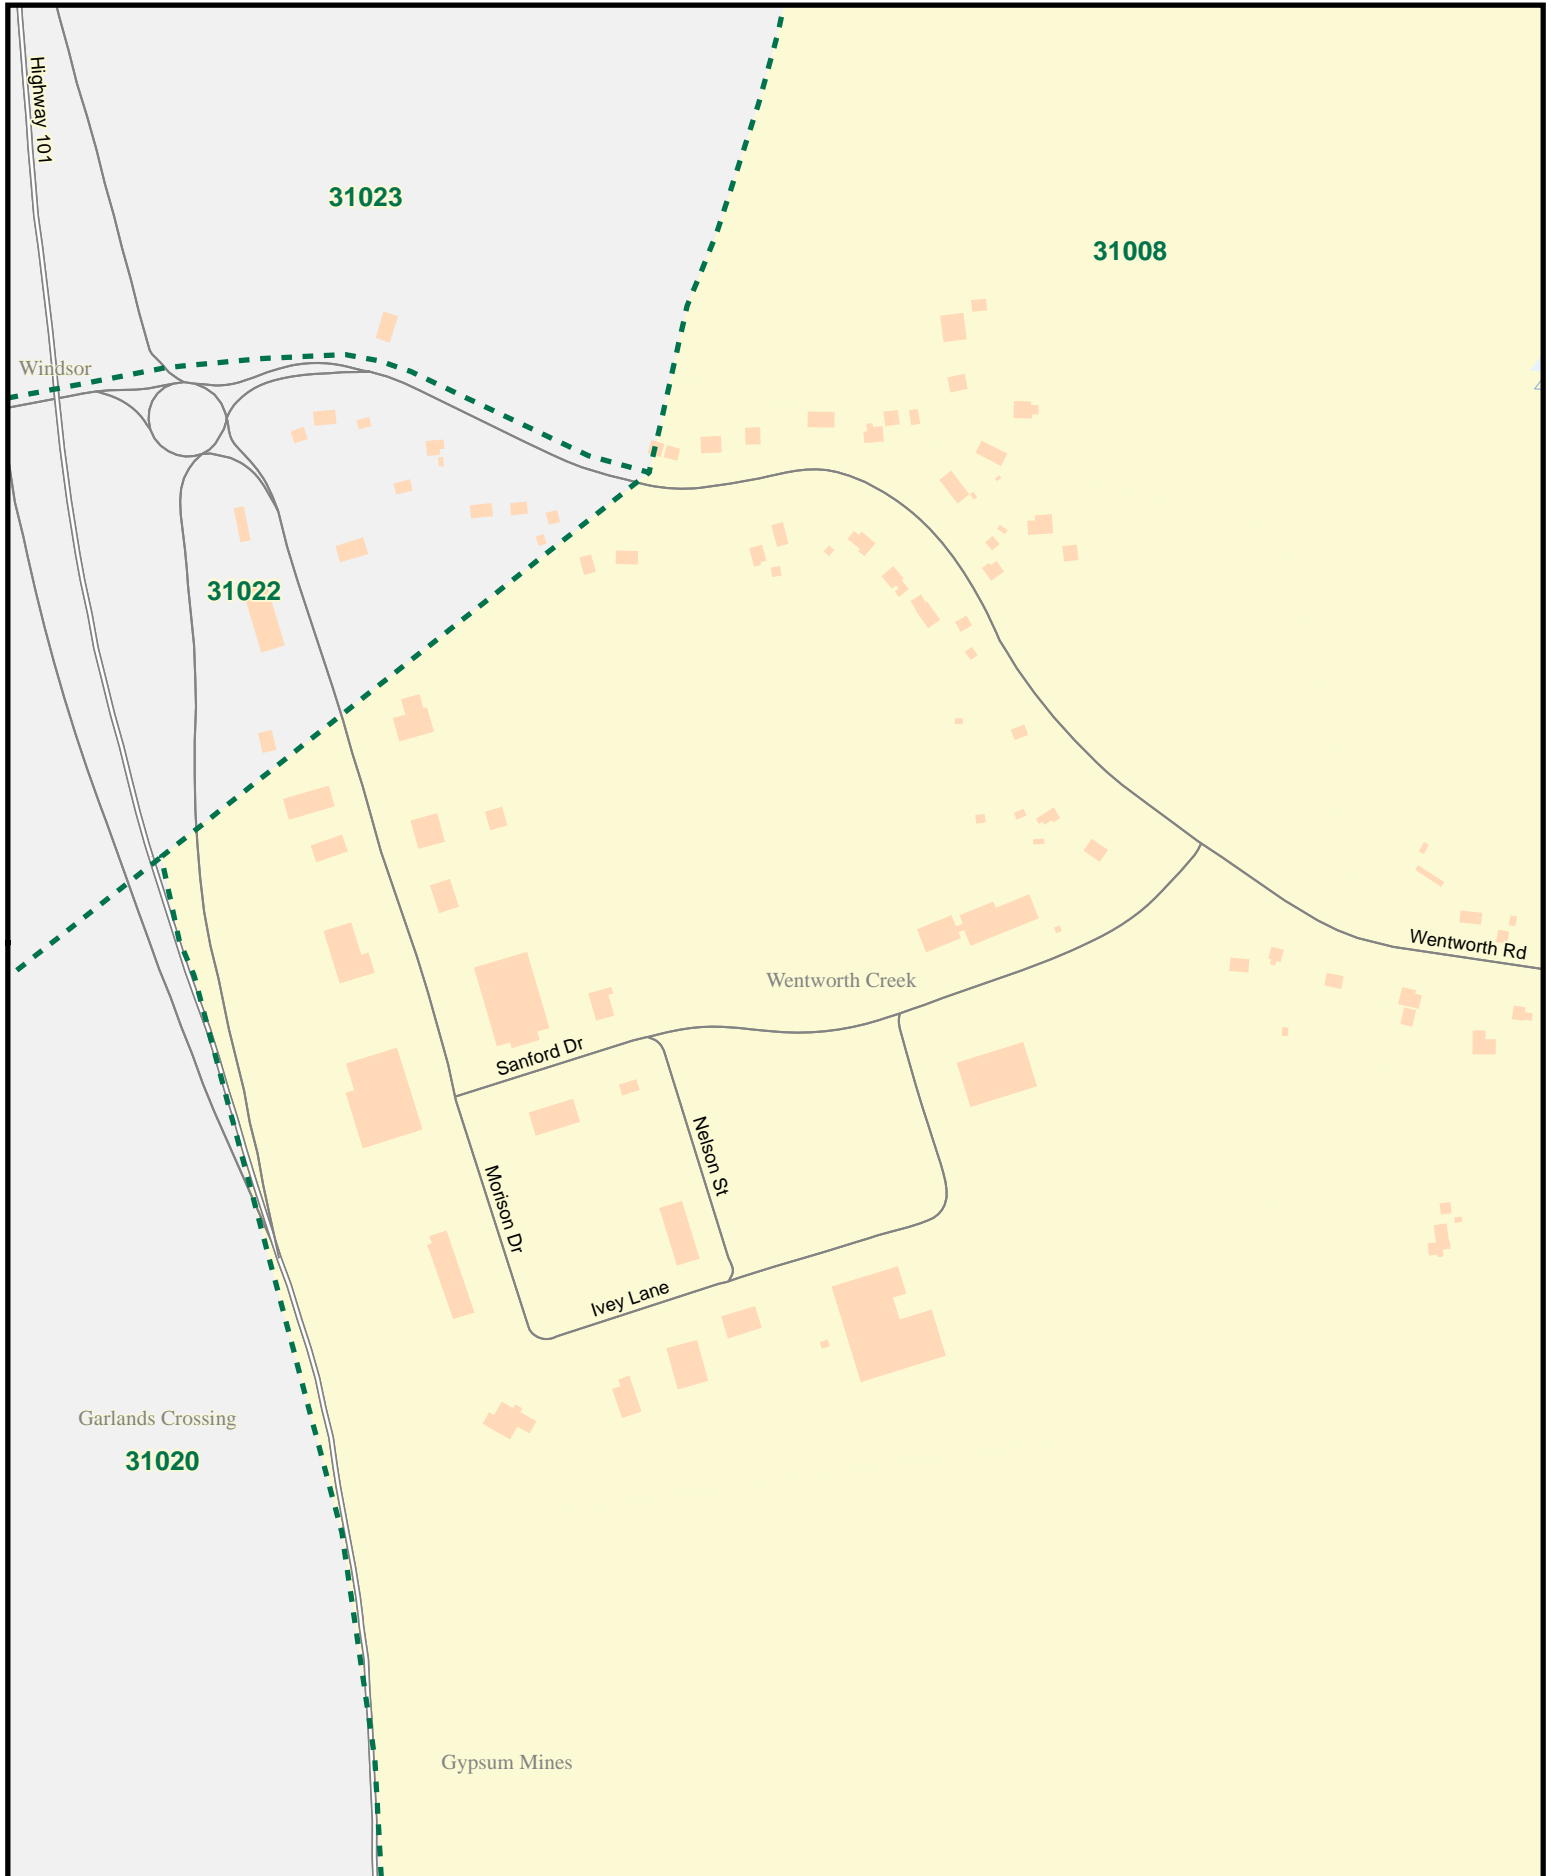 Highway 101
31023
31008
Windsor
31022
Wentworth Rd
Wentworth Creek
Sanford Dr
Nelson St
Morison Dr
Ivey Lane
Garlands Crossing
31020
Gypsum Mines